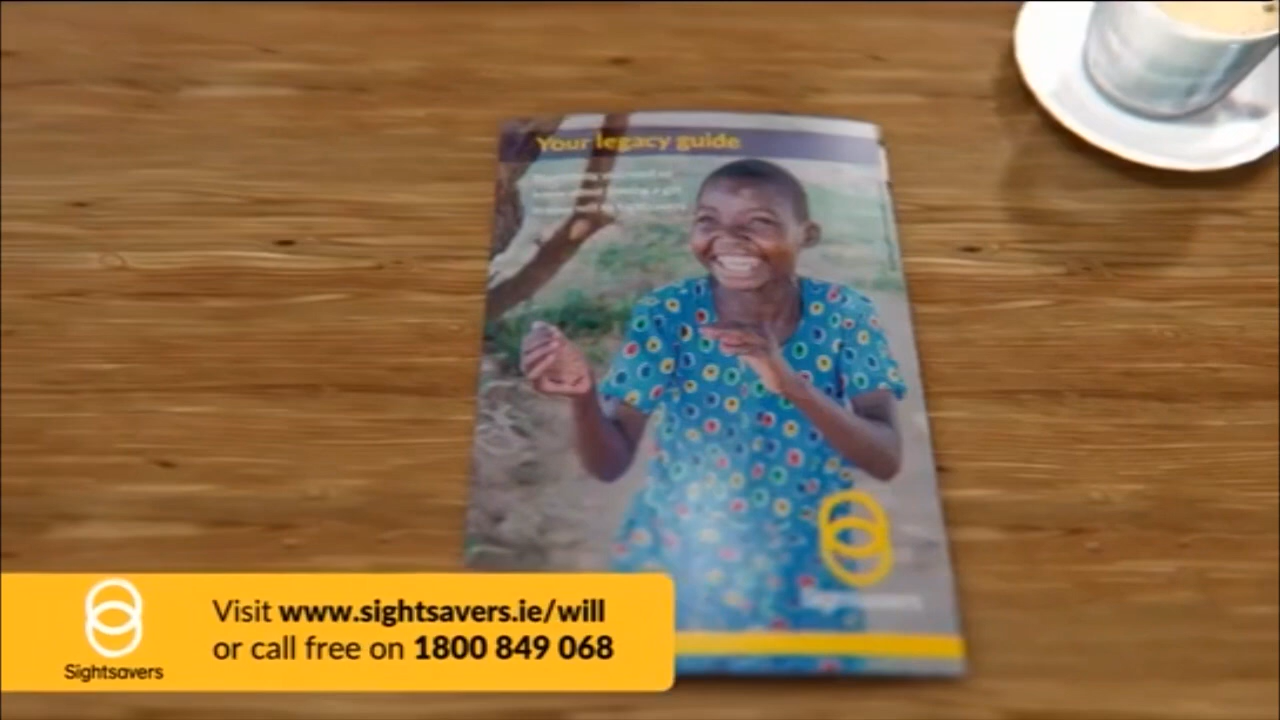 Your legacy guide
Visit www.sightsavers.ie/will
or call free on 1800 849 068
Sightsavers